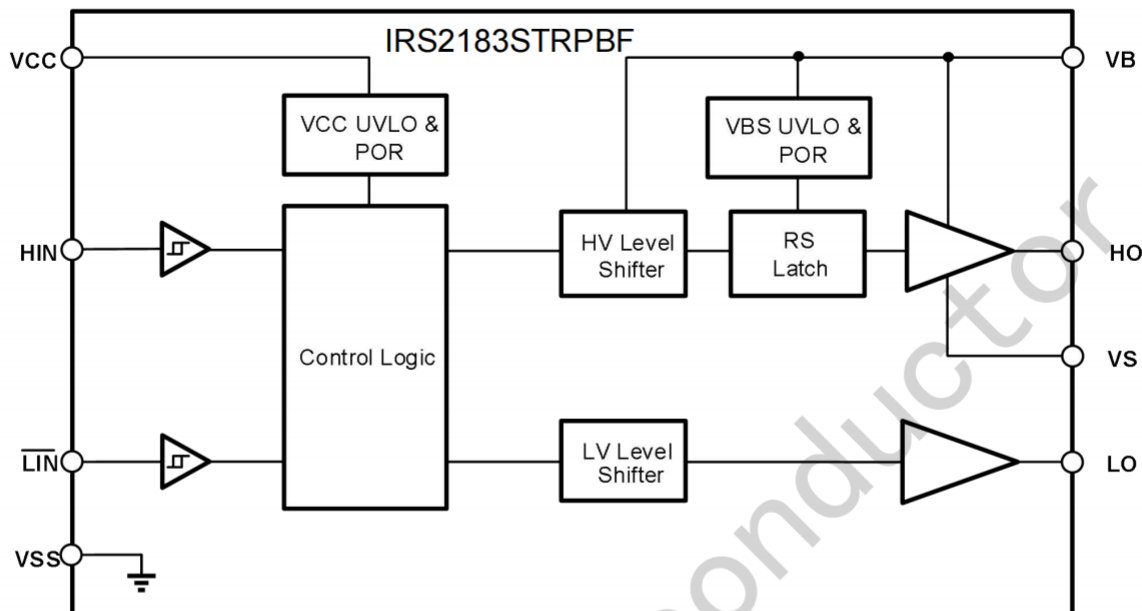 IRS2183STRPBF
VCC
VB
VCC UVLO &
POR
VBS UVLO &
POR
HIN
HV Level
Shifter
RS
Latch
HO
Control Logic
VS
LIN
LV Level
Shifter
LO
VSS
onductor